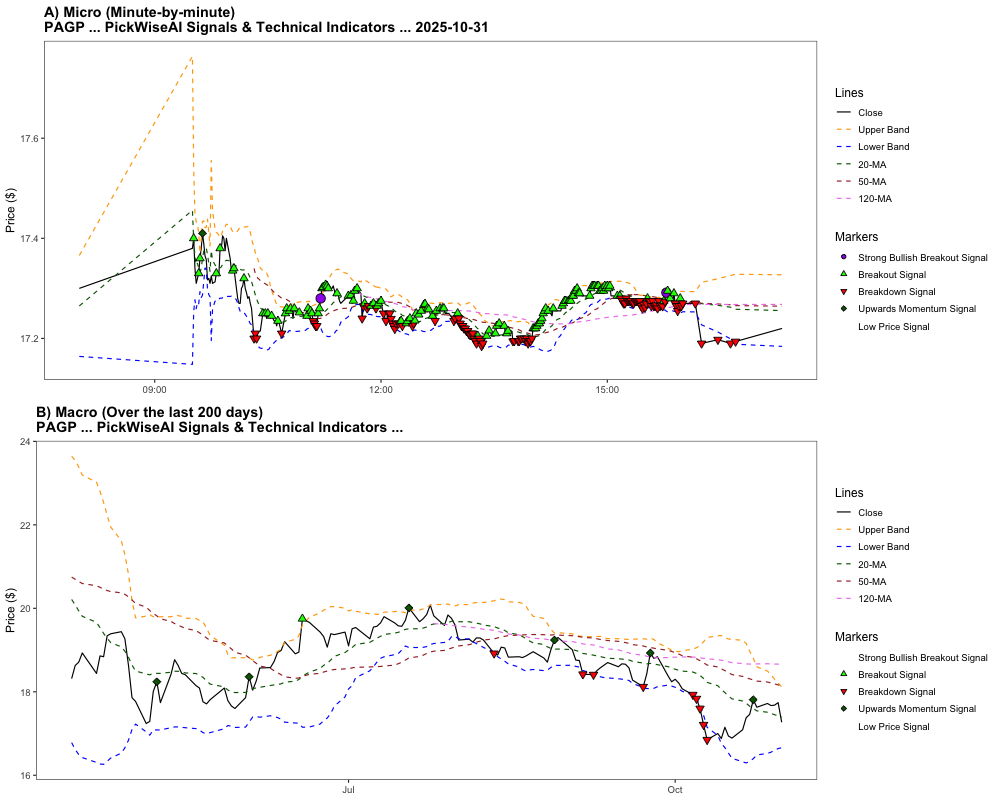 A) Micro (Minute-by-minute)
PAGP ... PickWiseAI Signals & Technical Indicators ... 2025-10-31
Price ($)
17.6
17.4
17.2
09:00
12:00
15:00
Lines
Close
Upper Band
Lower Band
20-MA
50-MA
120-MA
Markers
Strong Bullish Breakout Signal
Breakout Signal
Breakdown Signal
Upwards Momentum Signal
Low Price Signal
B) Macro (Over the last 200 days)
PAGP ... PickWiseAI Signals & Technical Indicators ...
Price ($)
24
22
20
18
16
Jul
Oct
Lines
Close
Upper Band
Lower Band
20-MA
50-MA
120-MA
Markers
Strong Bullish Breakout Signal
Breakout Signal
Breakdown Signal
Upwards Momentum Signal
Low Price Signal